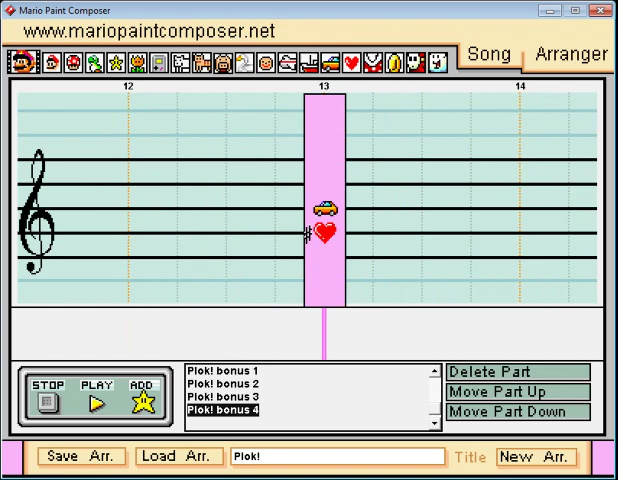 Mario Paint Composer
www.mariopaintcomposer.net
Song
Arranger
12
13
14
STOP
PLAY
ADD
Plok! bonus 1
Plok! bonus 2
Plok! bonus 3
Plok! bonus 4
Delete Part
Move Part Up
Move Part Down
Save Arr.
Load Arr.
Plok!
Title
New Arr.